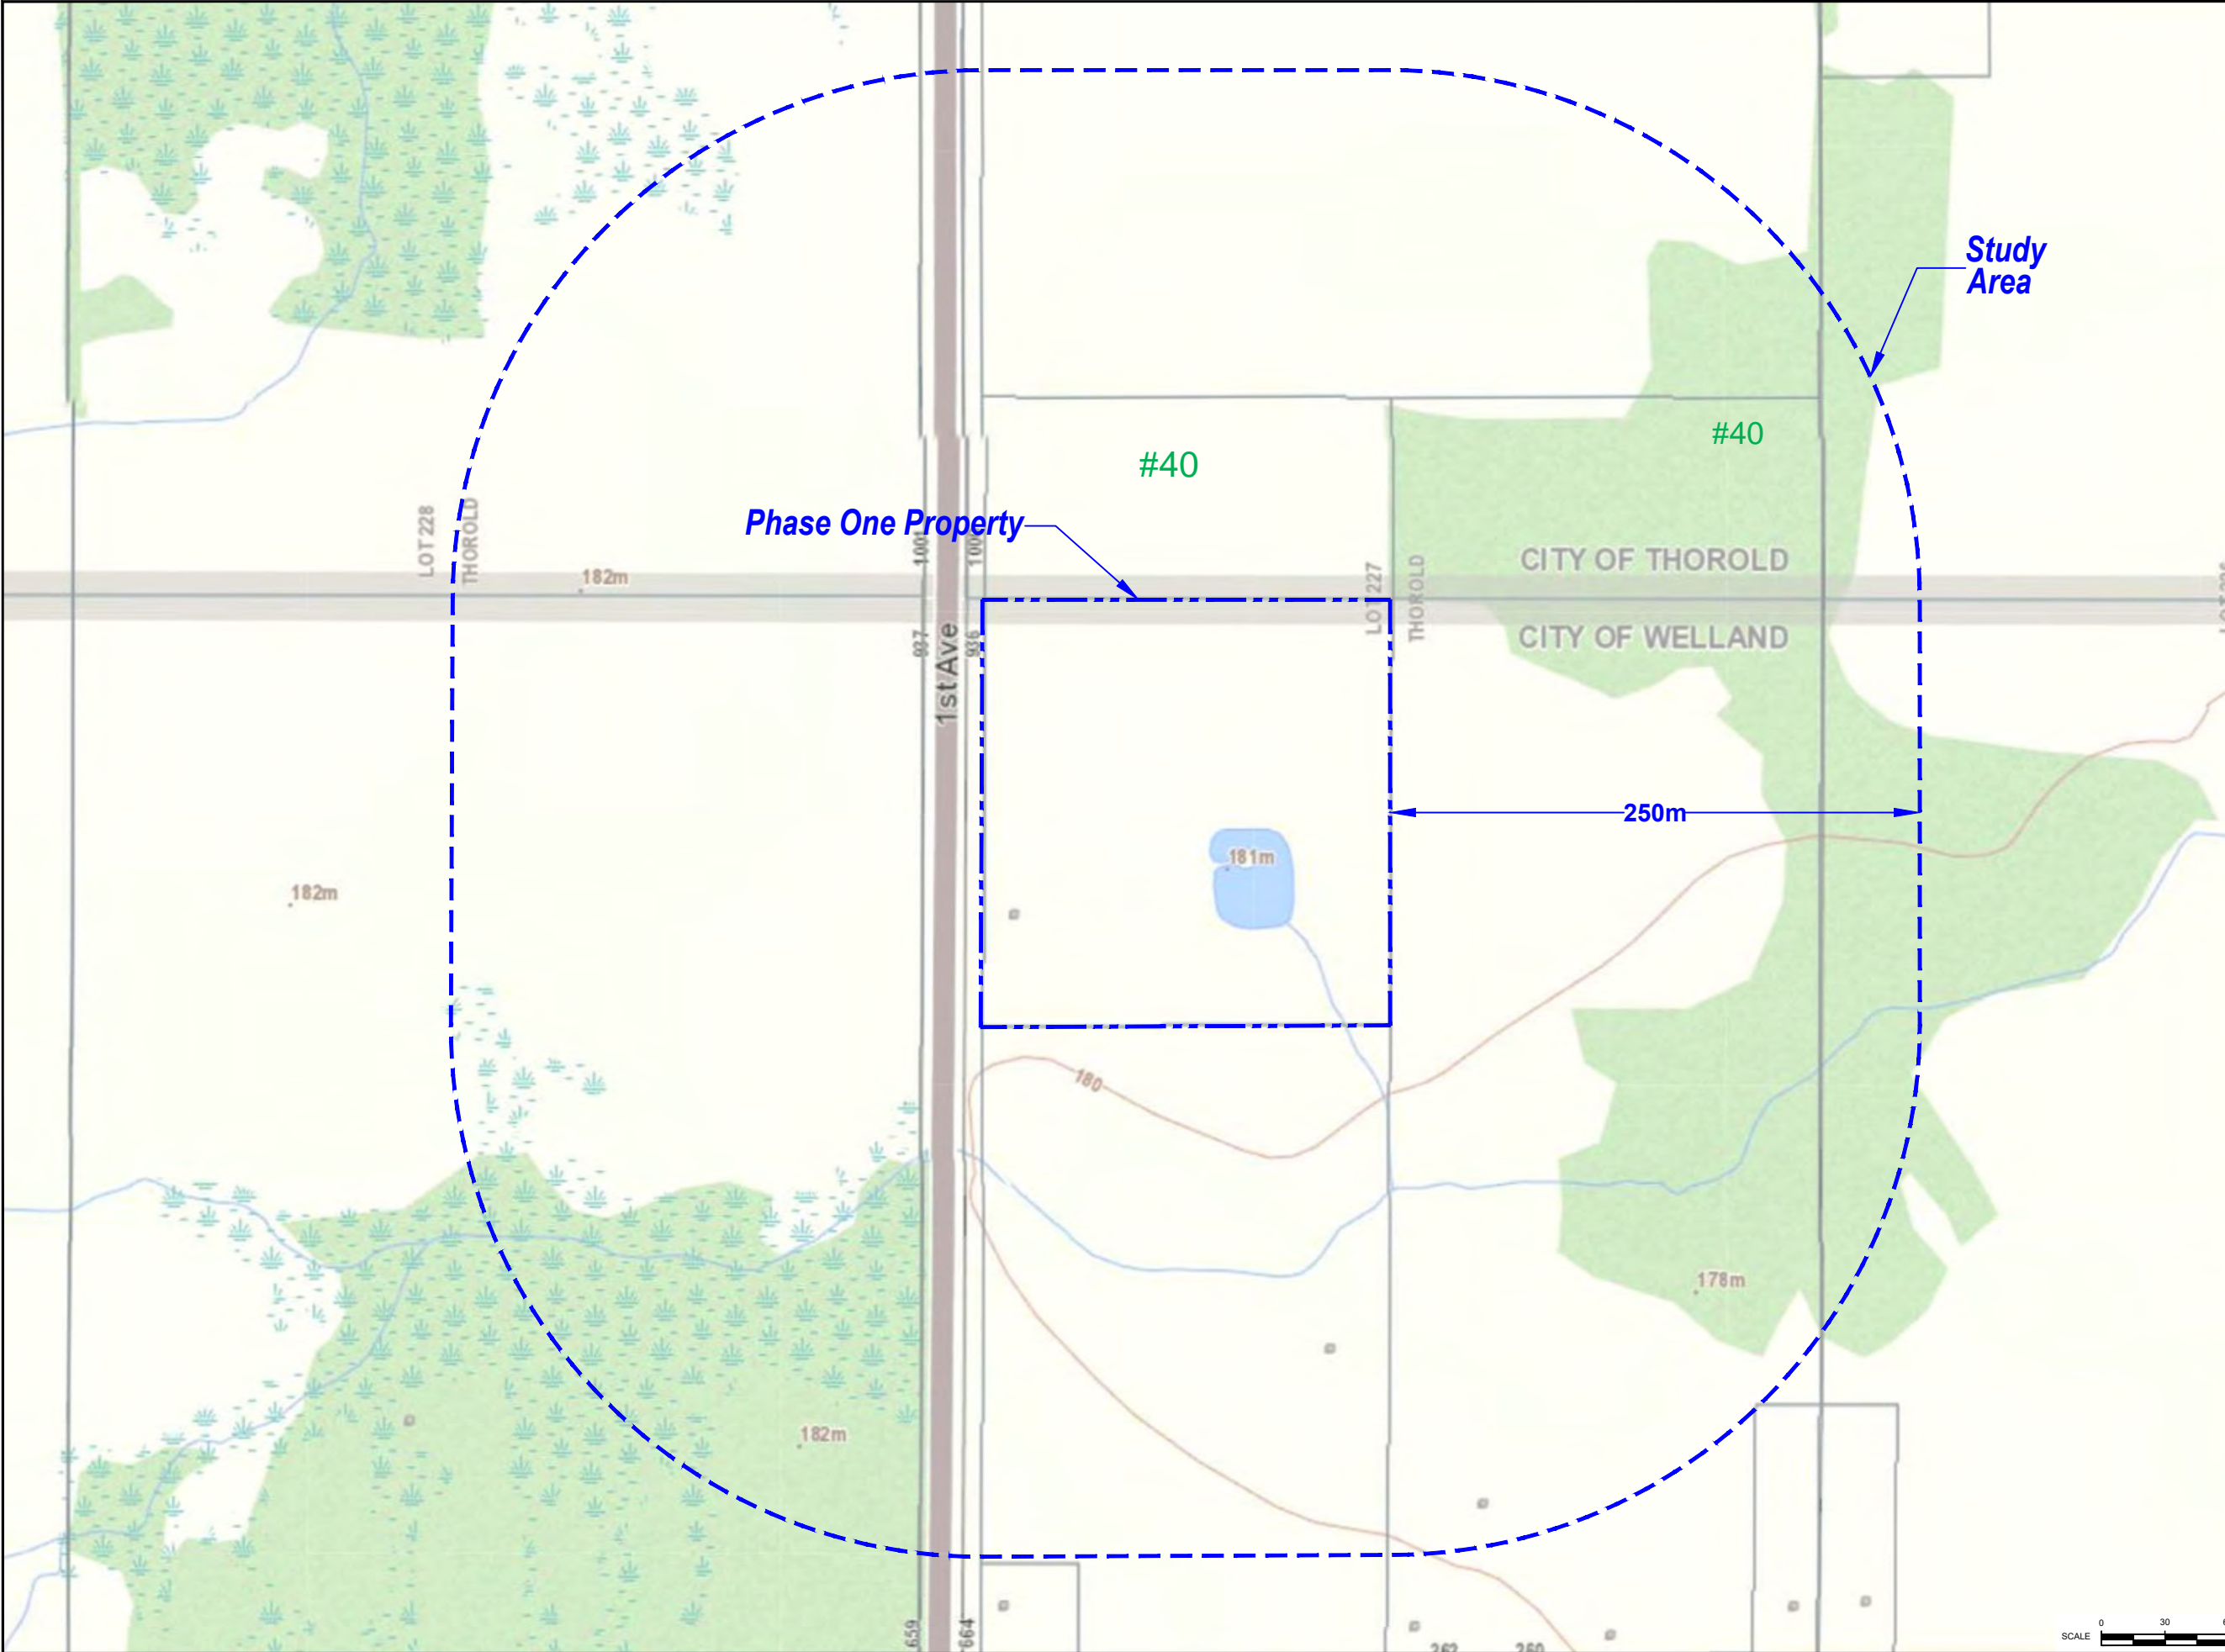 Study
Area
#40
#40
Phase One Property
LOT 228
THOROLD
1001
182m
LOT 227
THOROLD
CITY OF THOROLD
CITY OF WELLAND
937
1st Ave
936
250m
181m
182m
180
178m
182m
659
664
SCALE
0
30